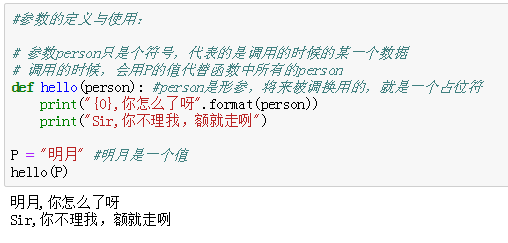 #参数的定义与使用：
# 参数person只是个符号，代表的是调用的时候的某一个数据
# 调用的时候，会用P的值代替函数中所有的person
def hello(person): #person是形参，将来被调换用的，就是一个占位符
print("{0},你怎么了呀".format(person))
print("Sir,你不理我，额就走咧")
P = "明月" #明月是一个值
hello(P)
明月,你怎么了呀
Sir,你不理我，额就走咧